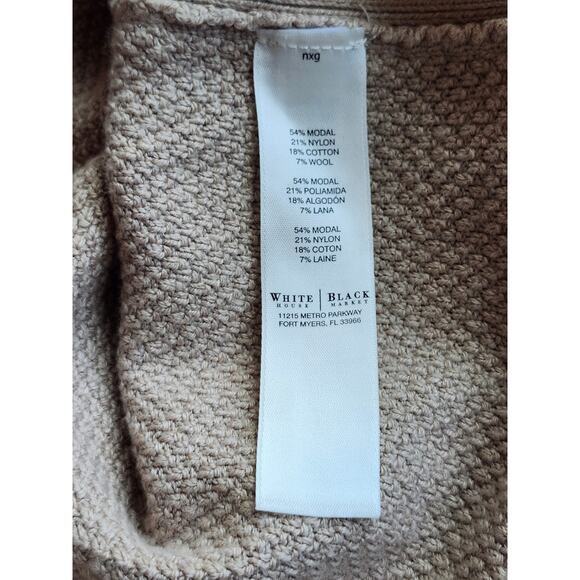 nxg
54% MODAL
21% NYLON
18% COTTON
7% WOOL
54% MODAL
21% POLIAMIDA
18% ALGODÓN
7% LANA
54% MODAL
21% NYLON
18% COTON
7% LAINE
WHITE | BLACK
HOUSE MARKET
11215 METRO PARKWAY
FORT MYERS, FL 33966